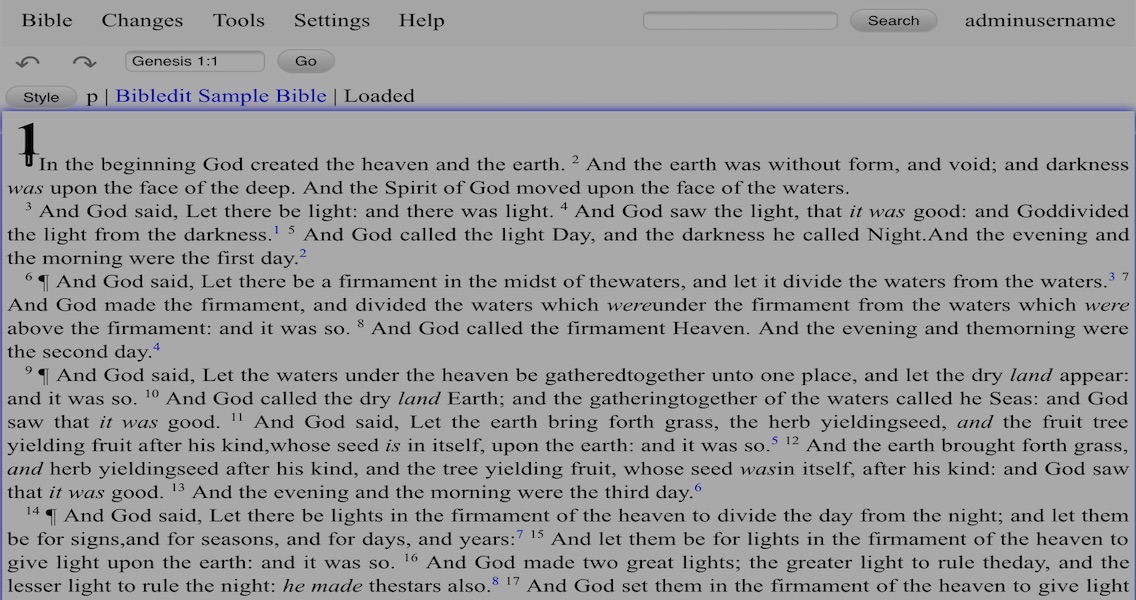 Bible Changes Tools Settings Help Search adminusername
Genesis 1:1 Go
Style p | Bibledit Sample Bible | Loaded
1
In the beginning God created the heaven and the earth. 2 And the earth was without form, and void; and darkness
was upon the face of the deep. And the Spirit of God moved upon the face of the waters.
3 And God said, Let there be light: and there was light. 4 And God saw the light, that it was good: and Goddivided
the light from the darkness.1 5 And God called the light Day, and the darkness he called Night.And the evening and
the morning were the first day.2
6 ¶ And God said, Let there be a firmament in the midst of thewaters, and let it divide the waters from the waters.3 7
And God made the firmament, and divided the waters which wereunder the firmament from the waters which were
above the firmament: and it was so. 8 And God called the firmament Heaven. And the evening and themorning were
the second day.4
9 ¶ And God said, Let the waters under the heaven be gatheredtogether unto one place, and let the dry land appear:
and it was so. 10 And God called the dry land Earth; and the gatheringtogether of the waters called he Seas: and God
saw that it was good. 11 And God said, Let the earth bring forth grass, the herb yieldingseed, and the fruit tree
yielding fruit after his kind,whose seed is in itself, upon the earth: and it was so.5 12 And the earth brought forth grass,
and herb yieldingseed after his kind, and the tree yielding fruit, whose seed wasin itself, after his kind: and God saw
that it was good. 13 And the evening and the morning were the third day.6
14 ¶ And God said, Let there be lights in the firmament of the heaven to divide the day from the night; and let them
be for signs,and for seasons, and for days, and years:7 15 And let them be for lights in the firmament of the heaven to
give light upon the earth: and it was so. 16 And God made two great lights; the greater light to rule theday, and the
lesser light to rule the night: he made thestars also.8 17 And God set them in the firmament of the heaven to give light